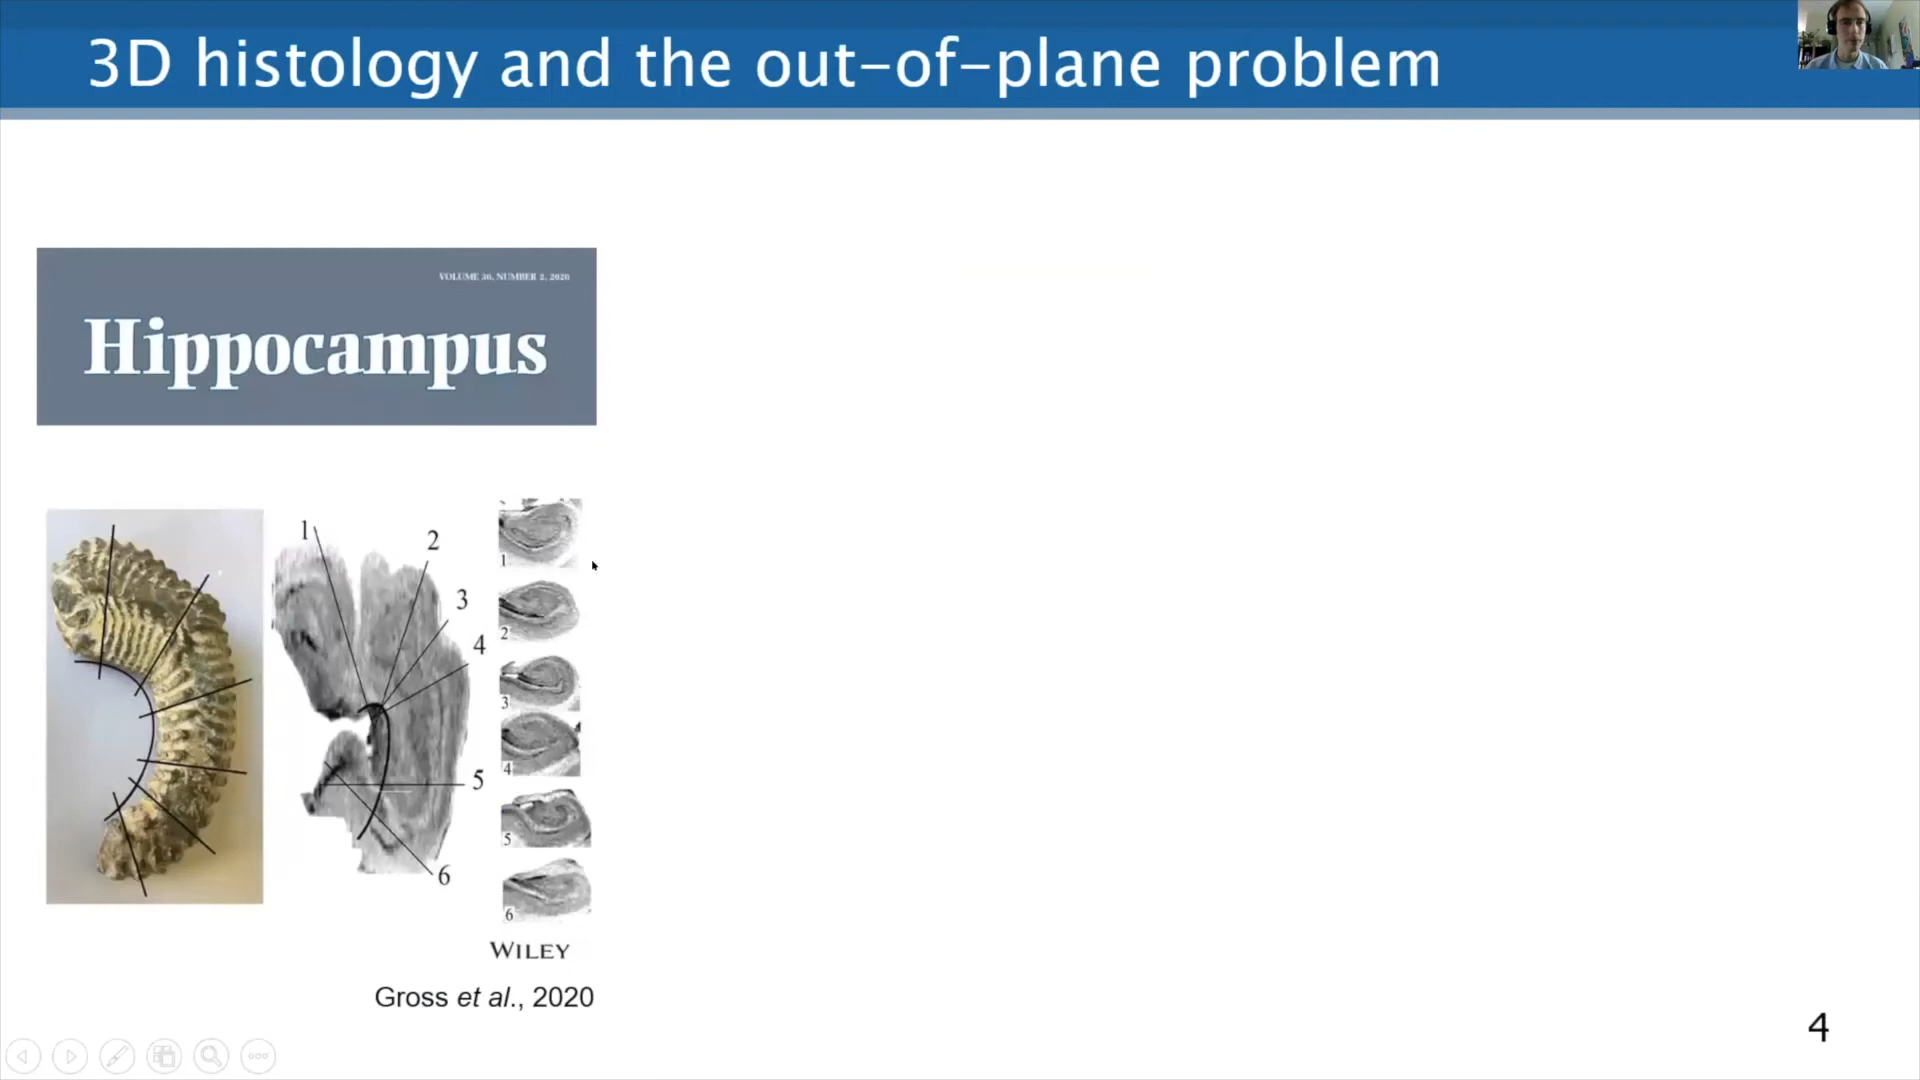 3D histology and the out-of-plane problem
VOLUME 30, NUMBER 2, 2020
Hippocampus
1
2
3
4
5
6
1
2
3
4
5
6
WILEY
Gross et al., 2020
4